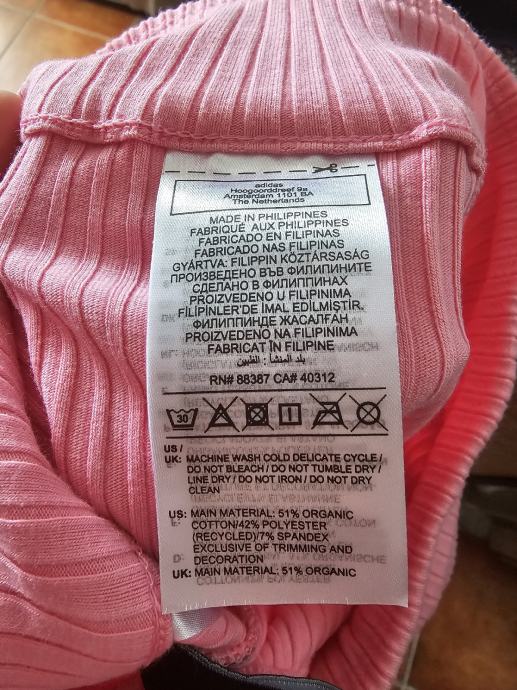 adidas
Hoogoorddreef 9a
Amsterdam 1101 BA
The Netherlands
MADE IN PHILIPPINES
FABRIQUÉ AUX PHILIPPINES
FABRICADO EN FILIPINAS
FABRICADO NAS FILIPINAS
GYÁRTVA: FILIPPIN KÖZTÁRSASÁG
ПРОИЗВЕДЕНО ВЪВ ФИЛИПИНИТЕ
СДЕЛАНО В ФИЛИППИНАХ
PROIZVEDENO U FILIPINIMA
FİLİPİNLER'DE İMAL EDİLMİŞTİR.
ФИЛИППИНДЕ ЖАСАЛҒАН
PROIZVEDENO NA FILIPINIMA
FABRICAT ÎN FILIPINE
بلد المنشأ : الفلبين
RN# 88387 CA# 40312
30
US /
UK: MACHINE WASH COLD DELICATE CYCLE /
DO NOT BLEACH / DO NOT TUMBLE DRY /
LINE DRY / DO NOT IRON / DO NOT DRY
CLEAN
US: MAIN MATERIAL: 51% ORGANIC
COTTON/42% POLYESTER
(RECYCLED)/7% SPANDEX
EXCLUSIVE OF TRIMMING AND
DECORATION
UK: MAIN MATERIAL: 51% ORGANIC